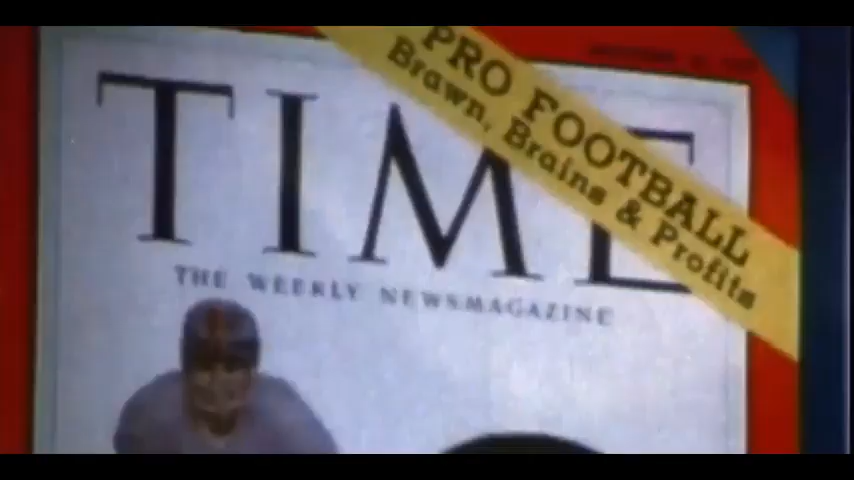 PRO FOOTBALL
Brawn, Brains & Profits
TIME
THE WEEKLY NEWSMAGAZINE